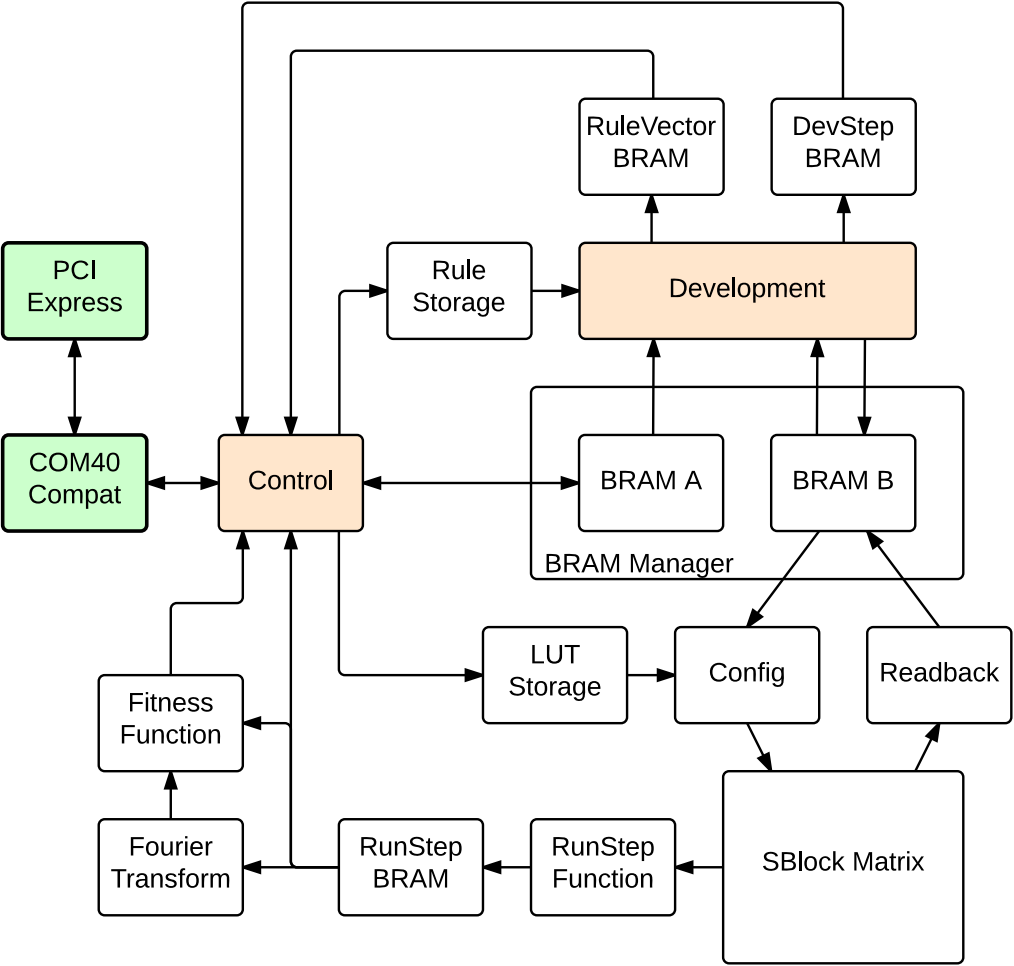 RuleVector
BRAM
DevStep
BRAM
PCI
Express
Rule
Storage
Development
COM40
Compat
Control
BRAM A
BRAM B
BRAM Manager
LUT
Storage
Config
Readback
Fitness
Function
Fourier
Transform
RunStep
BRAM
RunStep
Function
SBlock Matrix